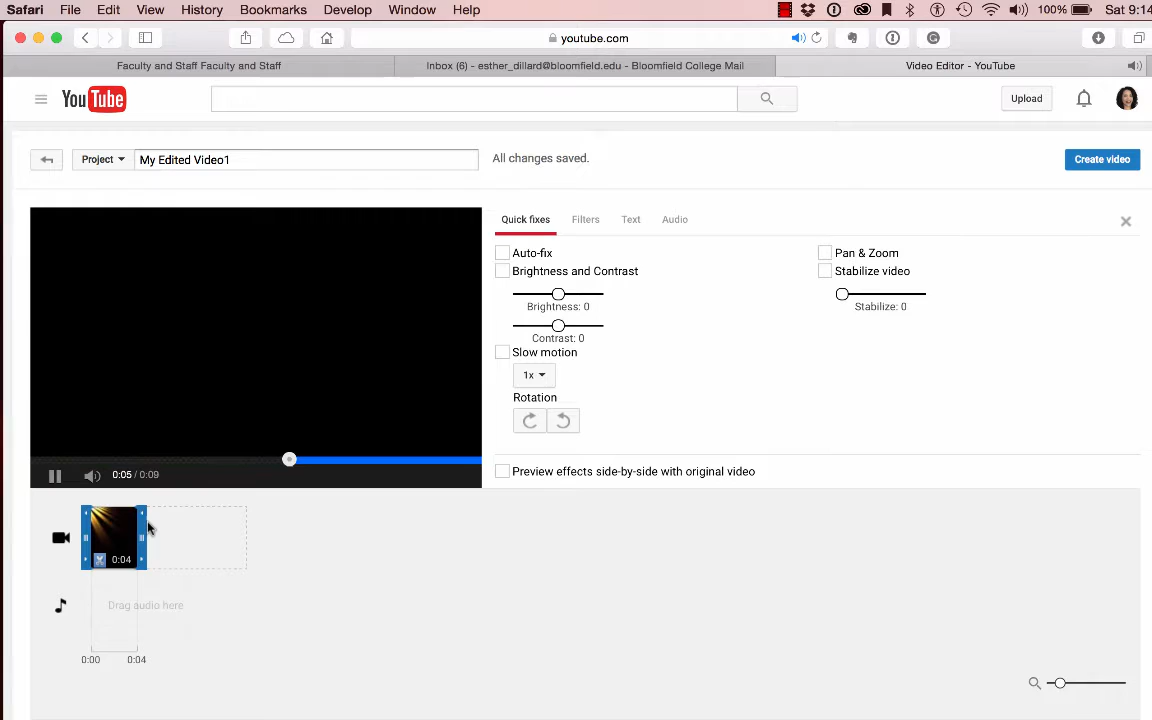 Safari File Edit View History Bookmarks Develop Window Help 100% Sat 9:14
youtube.com
Faculty and Staff Faculty and Staff Inbox (6) - esther_dillard@bloomfield.edu - Bloomfield College Mail Video Editor - YouTube
YouTube Upload
Project My Edited Video1 All changes saved. Create video
Quick fixes Filters Text Audio
Auto-fix Pan & Zoom
Brightness and Contrast Stabilize video
Brightness: 0 Stabilize: 0
Contrast: 0
Slow motion
1x
Rotation
Preview effects side-by-side with original video
0:05 / 0:09
0:04
Drag audio here
0:00 0:04